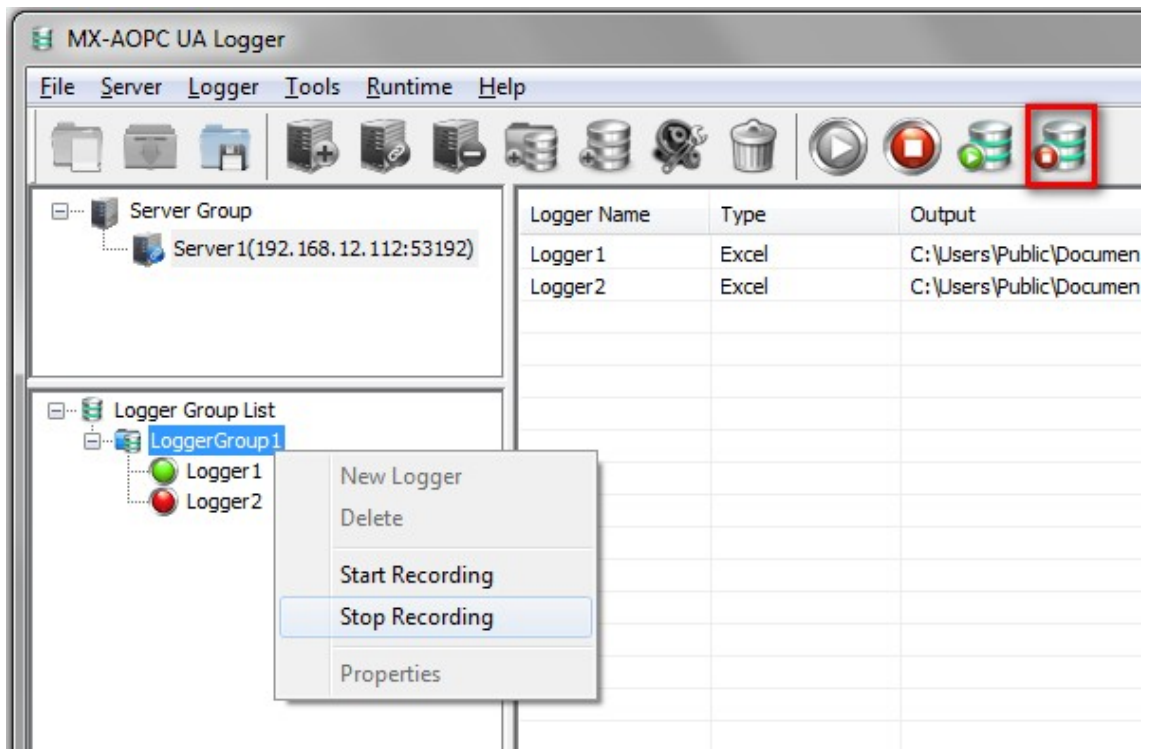 MX-AOPC UA Logger
File Server Logger Tools Runtime Help
Server Group
Server1(192.168.12.112:53192)
Logger Name Type Output
Logger1 Excel C:\Users\Public\Documen
Logger2 Excel C:\Users\Public\Documen
Logger Group List
LoggerGroup1
Logger1
Logger2
New Logger
Delete
Start Recording
Stop Recording
Properties